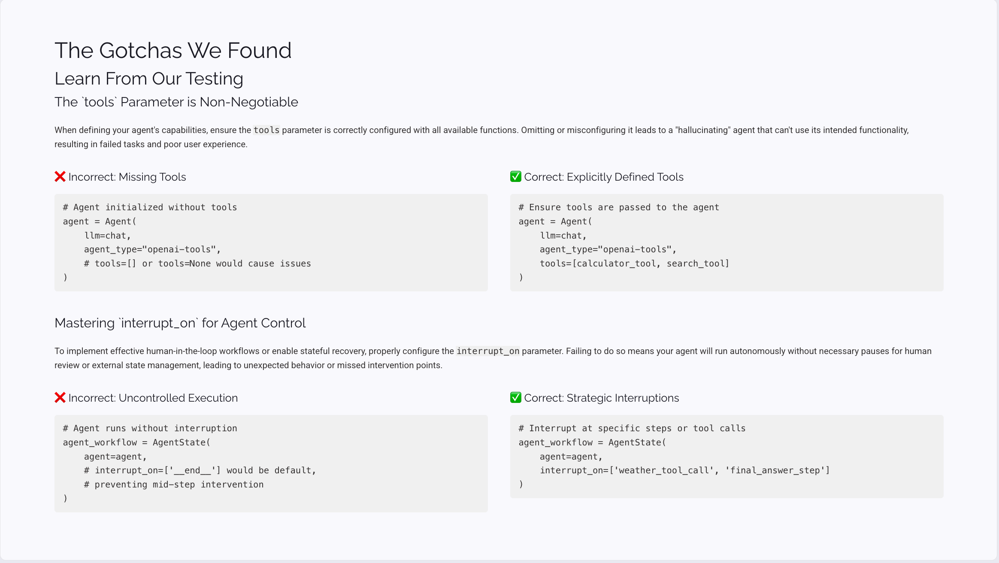 The Gotchas We Found
Learn From Our Testing
The `tools` Parameter is Non-Negotiable
When defining your agent's capabilities, ensure the tools parameter is correctly configured with all available functions. Omitting or misconfiguring it leads to a "hallucinating" agent that can't use its intended functionality,
resulting in failed tasks and poor user experience.
❌ Incorrect: Missing Tools
# Agent initialized without tools
agent = Agent(
    llm=chat,
    agent_type="openai-tools",
    # tools=[] or tools=None would cause issues
)
✅ Correct: Explicitly Defined Tools
# Ensure tools are passed to the agent
agent = Agent(
    llm=chat,
    agent_type="openai-tools",
    tools=[calculator_tool, search_tool]
)
Mastering `interrupt_on` for Agent Control
To implement effective human-in-the-loop workflows or enable stateful recovery, properly configure the interrupt_on parameter. Failing to do so means your agent will run autonomously without necessary pauses for human
review or external state management, leading to unexpected behavior or missed intervention points.
❌ Incorrect: Uncontrolled Execution
# Agent runs without interruption
agent_workflow = AgentState(
    agent=agent,
    # interrupt_on=['__end__'] would be default,
    # preventing mid-step intervention
)
✅ Correct: Strategic Interruptions
# Interrupt at specific steps or tool calls
agent_workflow = AgentState(
    agent=agent,
    interrupt_on=['weather_tool_call', 'final_answer_step']
)